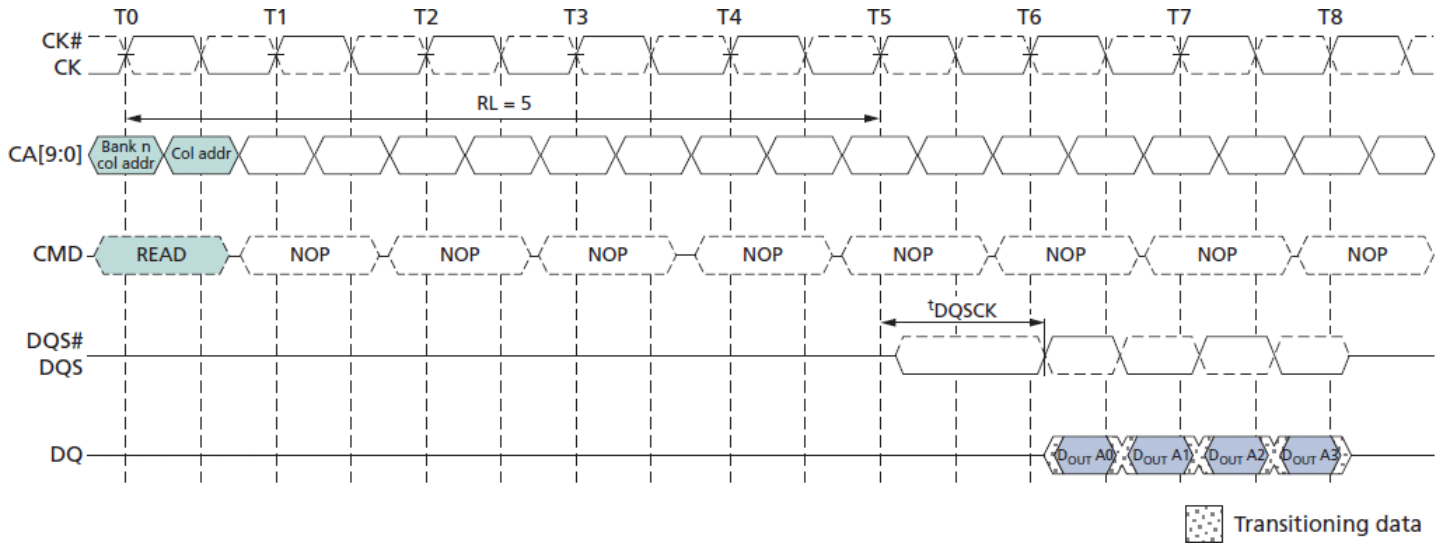 T0 T1 T2 T3 T4 T5 T6 T7 T8
CK#
CK
RL = 5
CA[9:0] Bank n col addr Col addr
CMD READ NOP NOP NOP NOP NOP NOP NOP NOP
tDQSCK
DQS#
DQS
DQ DOUT A0 DOUT A1 DOUT A2 DOUT A3
Transitioning data